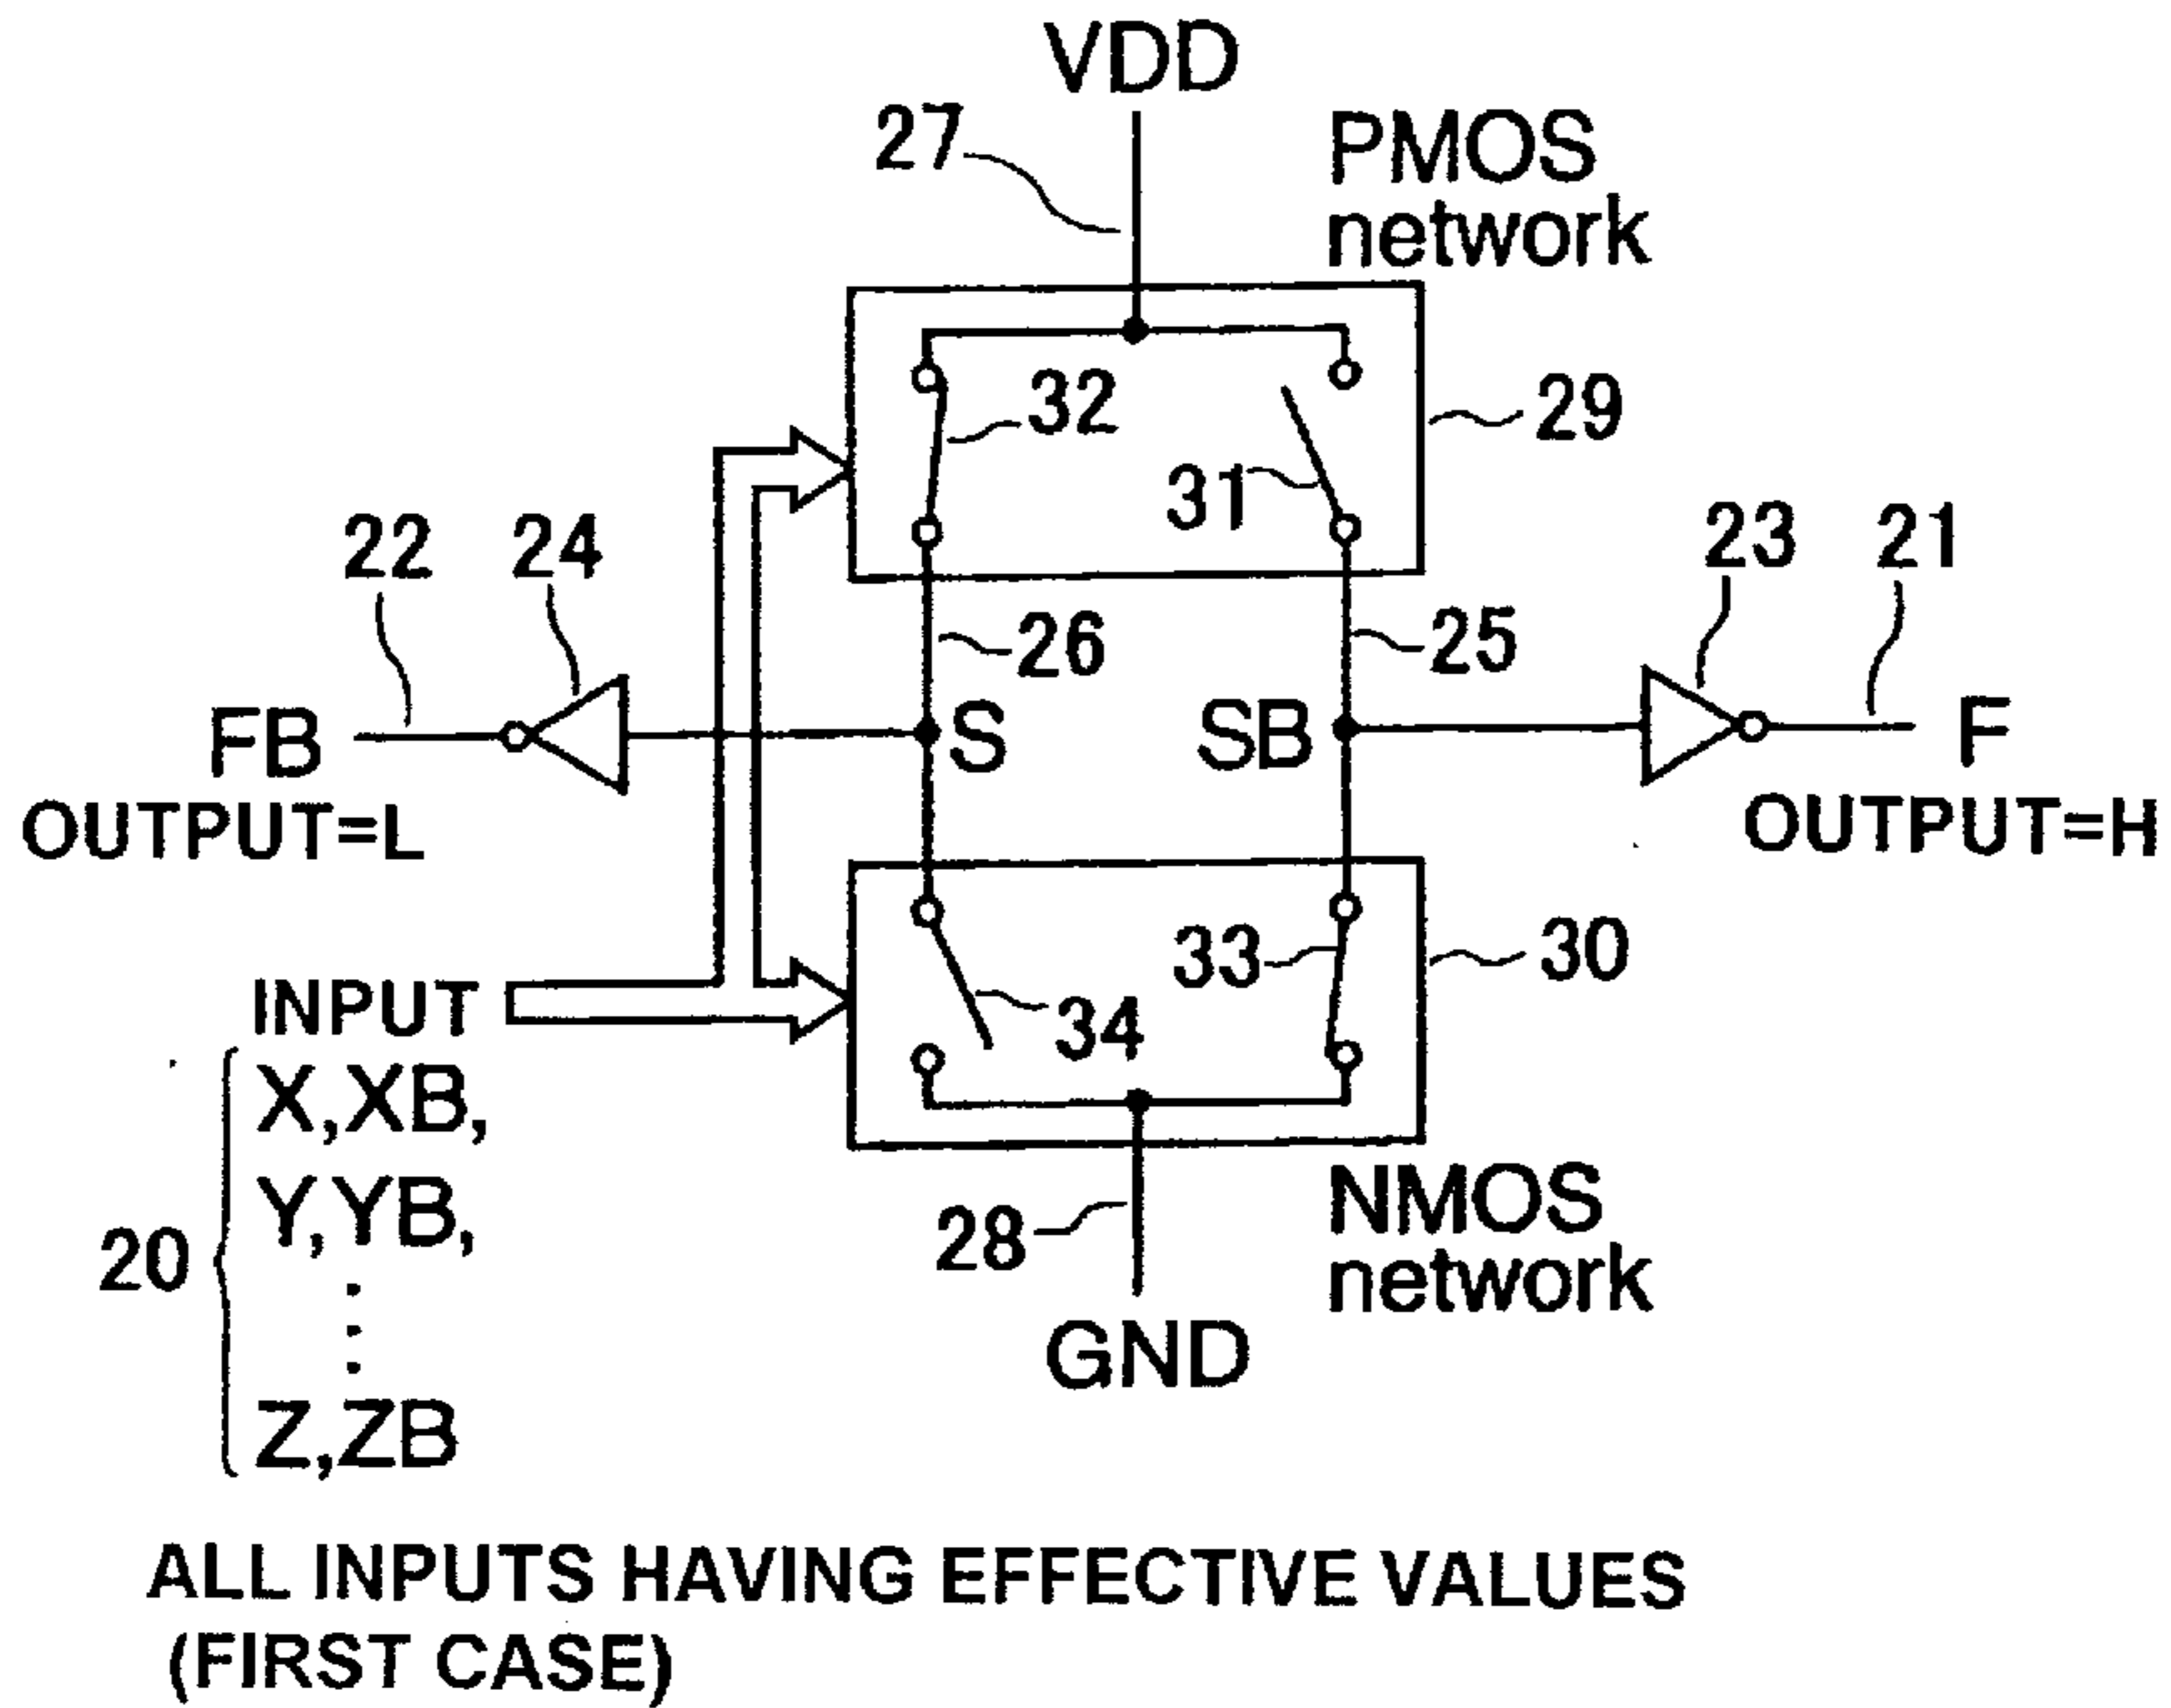 VDD
27
PMOS
network
32
29
31
22
24
23
21
26
25
FB
S
SB
F
OUTPUT=L
OUTPUT=H
33
30
INPUT
34
X,XB,
Y,YB,
NMOS
network
20
28
⋮
GND
Z,ZB
ALL INPUTS HAVING EFFECTIVE VALUES
(FIRST CASE)